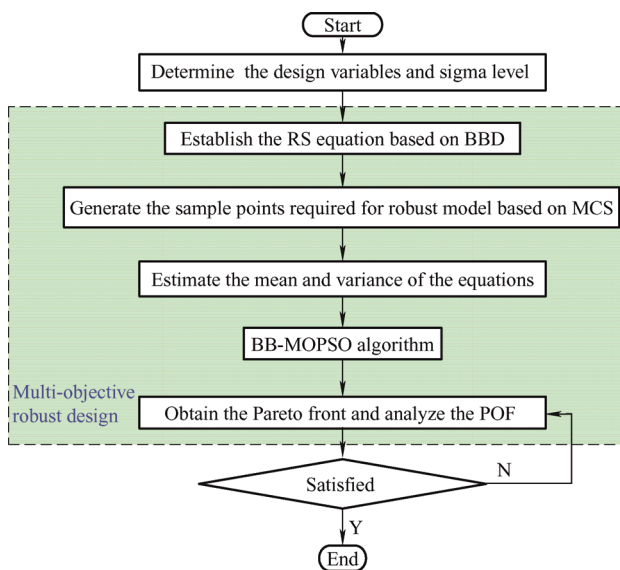 Start
Determine the design variables and sigma level
Establish the RS equation based on BBD
Generate the sample points required for robust model based on MCS
Estimate the mean and variance of the equations
BB-MOPSO algorithm
Multi-objective
robust design
Obtain the Pareto front and analyze the POF
Satisfied
N
Y
End